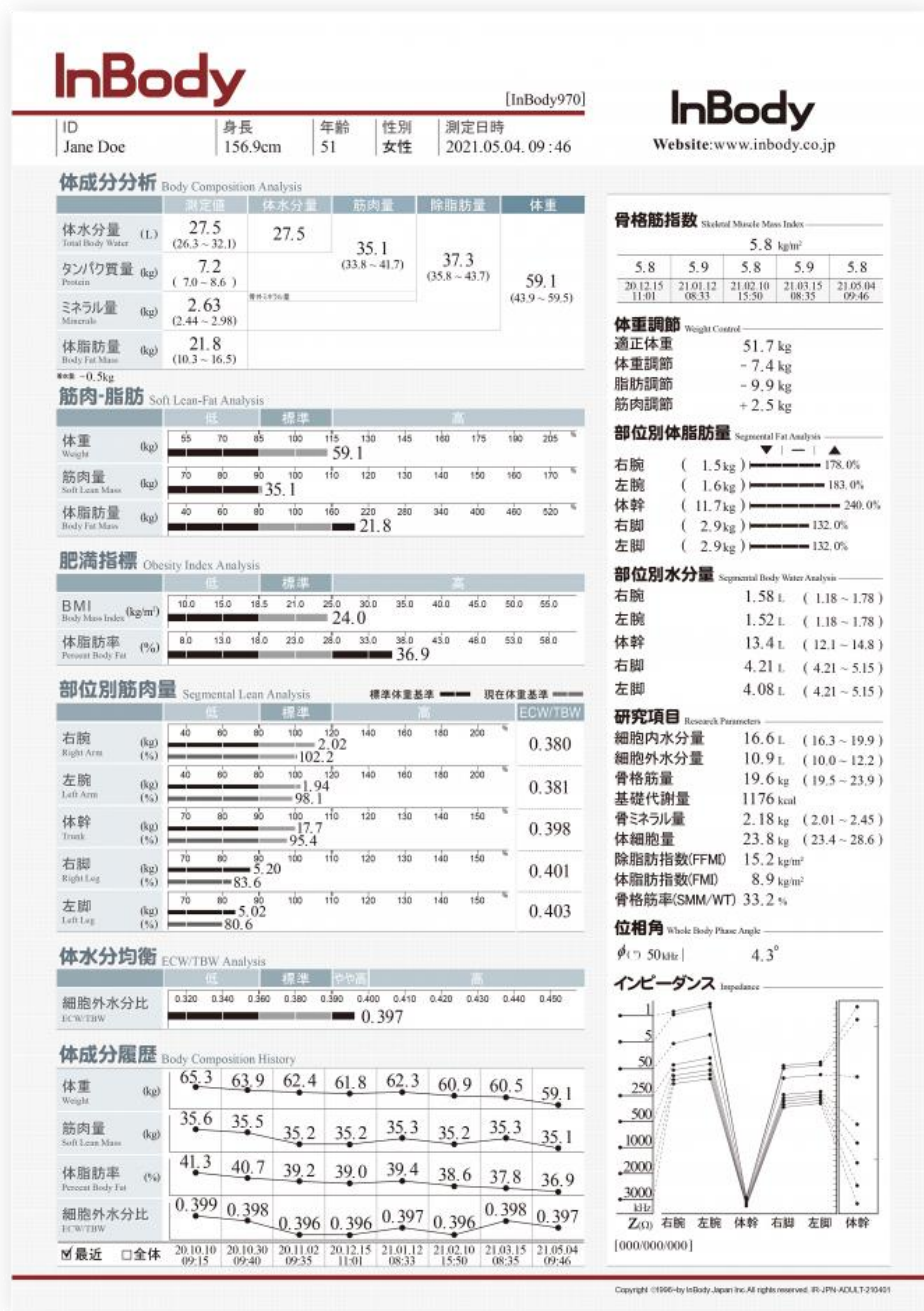 InBody
[InBody970]
InBody
Website:www.inbody.co.jp
ID 身長 年齢 性別 測定日時
Jane Doe 156.9cm 51 女性 2021.05.04. 09 : 46
体成分分析 Body Composition Analysis
測定値 体水分量 筋肉量 除脂肪量 体重
体水分量 (L) 27.5 27.5
Total Body Water (26.3 ~ 32.1)
35.1
(33.8 ~ 41.7)
37.3
(35.8 ~ 43.7)
59.1
(43.9 ~ 59.5)
タンパク質量 (kg) 7.2
Protein ( 7.0 ~ 8.6 )
ミネラル量 (kg) 2.63
Minerals (2.44 ~ 2.98)
骨外ミネラル量
体脂肪量 (kg) 21.8
Body Fat Mass (10.3 ~ 16.5)
-0.5kg
筋肉-脂肪 Soft Lean-Fat Analysis
低 標準 高
体重 (kg) 55 70 85 100 115 130 145 160 175 190 205 %
Weight 59.1
筋肉量 (kg) 70 80 90 100 110 120 130 140 150 160 170 %
Soft Lean Mass 35.1
体脂肪量 (kg) 40 60 80 100 160 220 280 340 400 460 520 %
Body Fat Mass 21.8
肥満指標 Obesity Index Analysis
低 標準 高
BMI (kg/m²) 10.0 15.0 18.5 21.0 25.0 30.0 35.0 40.0 45.0 50.0 55.0
Body Mass Index 24.0
体脂肪率 (%) 8.0 13.0 18.0 23.0 28.0 33.0 38.0 43.0 48.0 53.0 58.0
Percent Body Fat 36.9
部位別筋肉量 Segmental Lean Analysis 標準体重基準 現在体重基準
低 標準 高 ECW/TBW
右腕 (kg) 40 60 80 100 120 140 160 180 200 %
2.02
Right Arm (%) 102.2
0.380
左腕 (kg) 40 60 80 100 120 140 160 180 200 %
1.94
Left Arm (%) 98.1
0.381
体幹 (kg) 70 80 90 100 110 120 130 140 150 %
17.7
Trunk (%) 95.4
0.398
右脚 (kg) 70 80 90 100 110 120 130 140 150 %
5.20
Right Leg (%) 83.6
0.401
左脚 (kg) 70 80 90 100 110 120 130 140 150 %
5.02
Left Leg (%) 80.6
0.403
体水分均衡 ECW/TBW Analysis
低 標準 やや高 高
細胞外水分比 0.320 0.340 0.360 0.380 0.390 0.400 0.410 0.420 0.430 0.440 0.450
ECW/TBW 0.397
体成分履歴 Body Composition History
体重 (kg) 65.3 63.9 62.4 61.8 62.3 60.9 60.5 59.1
Weight
筋肉量 (kg) 35.6 35.5 35.2 35.2 35.3 35.2 35.3 35.1
Soft Lean Mass
体脂肪率 (%) 41.3 40.7 39.2 39.0 39.4 38.6 37.8 36.9
Percent Body Fat
細胞外水分比 0.399 0.398 0.396 0.396 0.397 0.396 0.398 0.397
ECW/TBW
☑最近 □全体 20.10.10 20.10.30 20.11.02 20.12.15 21.01.12 21.02.10 21.03.15 21.05.04
09:15 09:40 09:35 11:01 08:33 15:50 08:35 09:46
骨格筋指数 Skeletal Muscle Mass Index
5.8 kg/m²
5.8 5.9 5.8 5.9 5.8
20.12.15 21.01.12 21.02.10 21.03.15 21.05.04
11:01 08:33 15:50 08:35 09:46
体重調節 Weight Control
適正体重 51.7 kg
体重調節 - 7.4 kg
脂肪調節 - 9.9 kg
筋肉調節 + 2.5 kg
部位別体脂肪量 Segmental Fat Analysis
▼ | — | ▲
右腕 ( 1.5kg ) 178.0%
左腕 ( 1.6kg ) 183.0%
体幹 ( 11.7kg ) 240.0%
右脚 ( 2.9kg ) 132.0%
左脚 ( 2.9kg ) 132.0%
部位別水分量 Segmental Body Water Analysis
右腕 1.58 L ( 1.18 ~ 1.78 )
左腕 1.52 L ( 1.18 ~ 1.78 )
体幹 13.4 L ( 12.1 ~ 14.8 )
右脚 4.21 L ( 4.21 ~ 5.15 )
左脚 4.08 L ( 4.21 ~ 5.15 )
研究項目 Research Parameters
細胞内水分量 16.6 L ( 16.3 ~ 19.9 )
細胞外水分量 10.9 L ( 10.0 ~ 12.2 )
骨格筋量 19.6 kg ( 19.5 ~ 23.9 )
基礎代謝量 1176 kcal
骨ミネラル量 2.18 kg ( 2.01 ~ 2.45 )
体細胞量 23.8 kg ( 23.4 ~ 28.6 )
除脂肪指数(FFMI) 15.2 kg/m²
体脂肪指数(FMI) 8.9 kg/m²
骨格筋率(SMM/WT) 33.2 %
位相角 Whole Body Phase Angle
ϕ(°) 50kHz | 4.3°
インピーダンス Impedance
1
5
50
250
500
1000
2000
3000
kHz
Z(Ω) 右腕 左腕 体幹 右脚 左脚 体幹
[000/000/000]
Copyright ©1996~by InBody Japan Inc. All rights reserved. IR-JPN-ADULT-210401